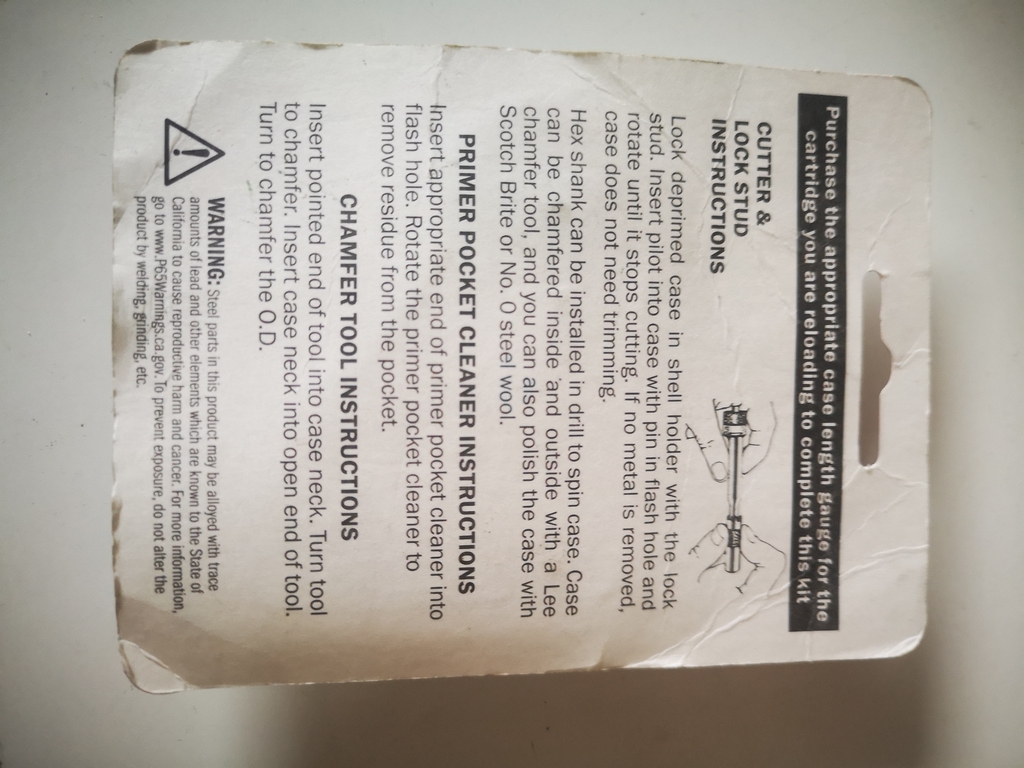 Purchase the appropriate case length gauge for the
cartridge you are reloading to complete this kit
CUTTER &
LOCK STUD
INSTRUCTIONS
Lock deprimed case in shell holder with the lock
stud. Insert pilot into case with pin in flash hole and
rotate until it stops cutting. If no metal is removed,
case does not need trimming.
Hex shank can be installed in drill to spin case. Case
can be chamfered inside and outside with a Lee
chamfer tool, and you can also polish the case with
Scotch Brite or No. 0 steel wool.
PRIMER POCKET CLEANER INSTRUCTIONS
Insert appropriate end of primer pocket cleaner into
flash hole. Rotate the primer pocket cleaner to
remove residue from the pocket.
CHAMFER TOOL INSTRUCTIONS
Insert pointed end of tool into case neck. Turn tool
to chamfer. Insert case neck into open end of tool.
Turn to chamfer the O.D.
WARNING: Steel parts in this product may be alloyed with trace
amounts of lead and other elements which are known to the State of
California to cause reproductive harm and cancer. For more information,
go to www.P65Warnings.ca.gov. To prevent exposure, do not alter the
product by welding, grinding, etc.